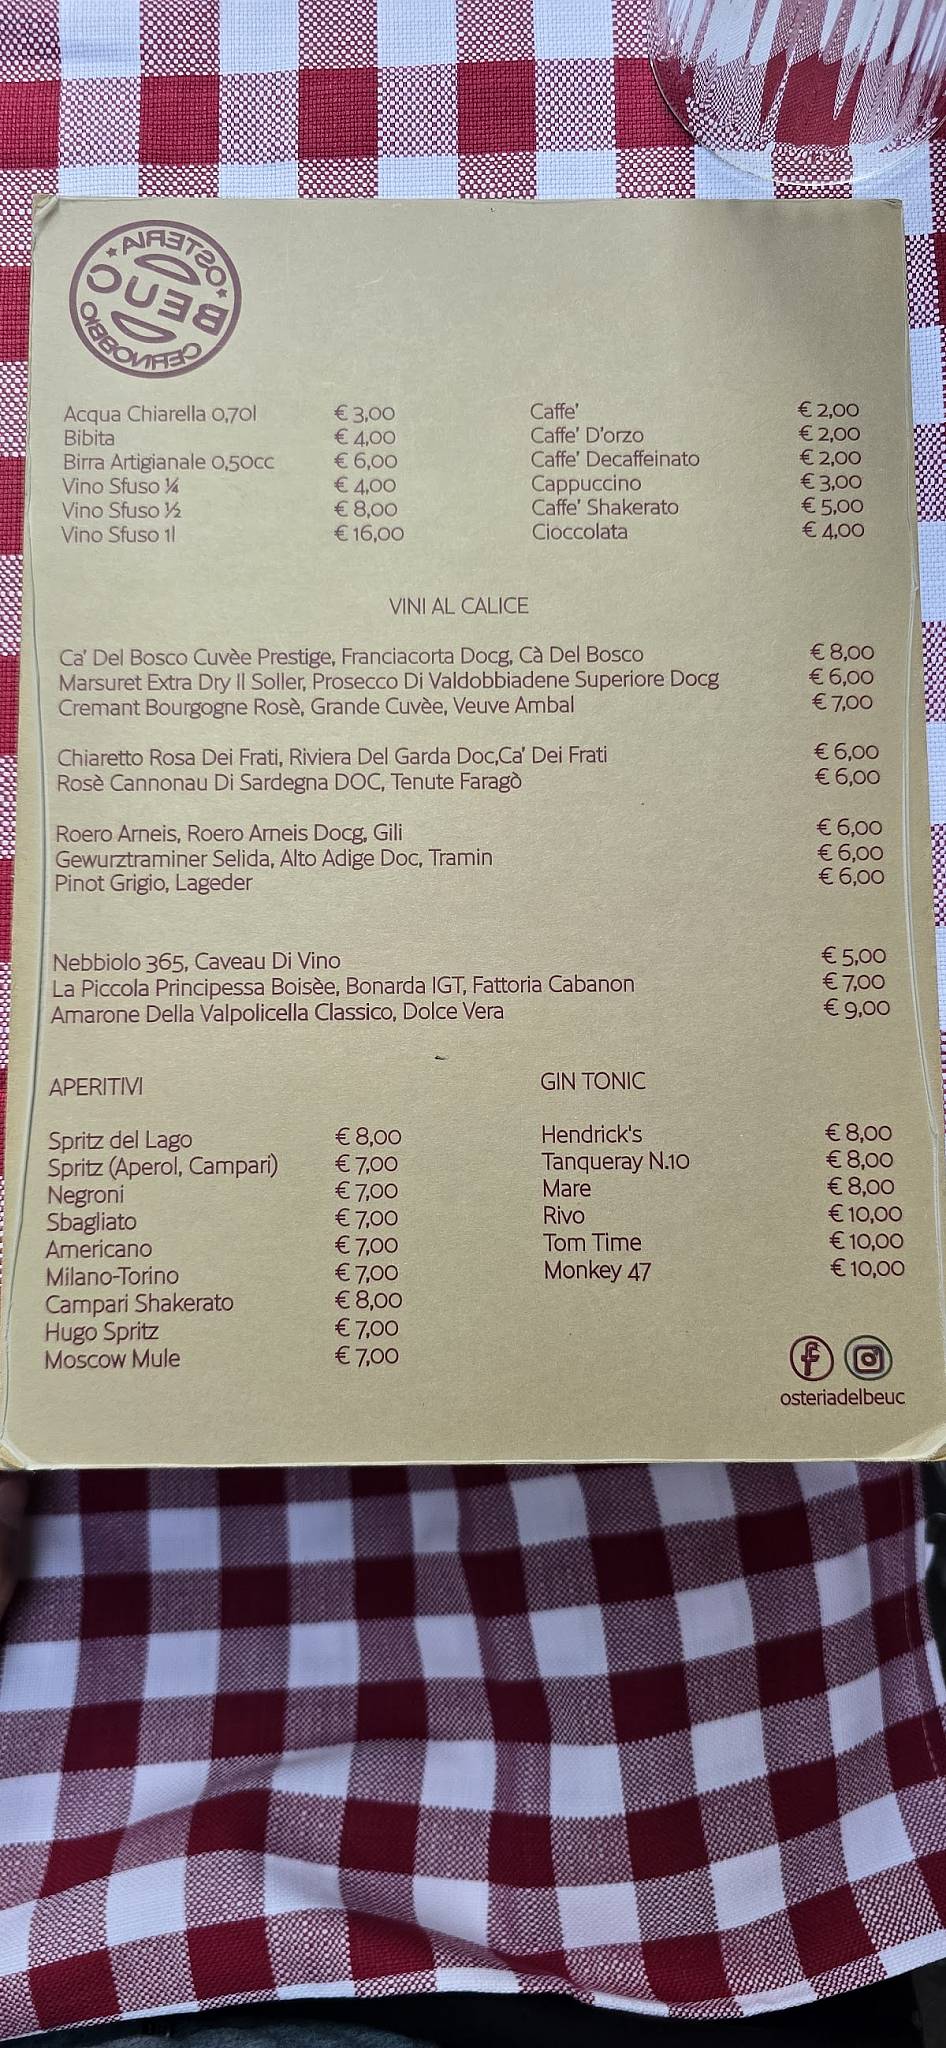 OSTERIA
BEUC
CERNOBBIO
Acqua Chiarella 0,70l € 3,00
Bibita € 4,00
Birra Artigianale 0,50cc € 6,00
Vino Sfuso ¼ € 4,00
Vino Sfuso ½ € 8,00
Vino Sfuso 1l € 16,00
Caffe' € 2,00
Caffe' D'orzo € 2,00
Caffe' Decaffeinato € 2,00
Cappuccino € 3,00
Caffe' Shakerato € 5,00
Cioccolata € 4,00
VINI AL CALICE
Ca' Del Bosco Cuvèe Prestige, Franciacorta Docg, Cà Del Bosco € 8,00
Marsuret Extra Dry Il Soller, Prosecco Di Valdobbiadene Superiore Docg € 6,00
Cremant Bourgogne Rosè, Grande Cuvèe, Veuve Ambal € 7,00
Chiaretto Rosa Dei Frati, Riviera Del Garda Doc,Ca' Dei Frati € 6,00
Rosè Cannonau Di Sardegna DOC, Tenute Faragò € 6,00
Roero Arneis, Roero Arneis Docg, Gili € 6,00
Gewurztraminer Selida, Alto Adige Doc, Tramin € 6,00
Pinot Grigio, Lageder € 6,00
Nebbiolo 365, Caveau Di Vino € 5,00
La Piccola Principessa Boisèe, Bonarda IGT, Fattoria Cabanon € 7,00
Amarone Della Valpolicella Classico, Dolce Vera € 9,00
APERITIVI
Spritz del Lago € 8,00
Spritz (Aperol, Campari) € 7,00
Negroni € 7,00
Sbagliato € 7,00
Americano € 7,00
Milano-Torino € 7,00
Campari Shakerato € 8,00
Hugo Spritz € 7,00
Moscow Mule € 7,00
GIN TONIC
Hendrick's € 8,00
Tanqueray N.10 € 8,00
Mare € 8,00
Rivo € 10,00
Tom Time € 10,00
Monkey 47 € 10,00
osteriadelbeuc